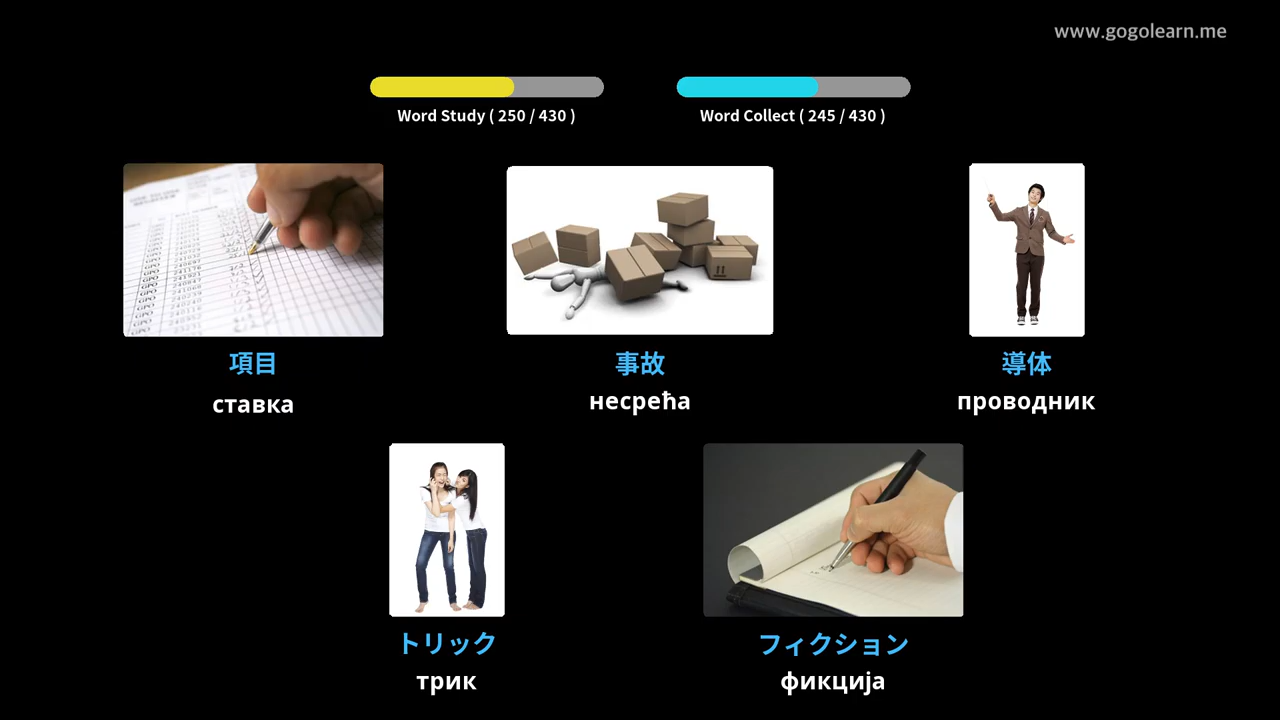 www.gogolearn.me
Word Study ( 250 / 430 )
Word Collect ( 245 / 430 )
項目
ставка
事故
несрећа
導体
проводник
トリック
трик
フィクション
фикција